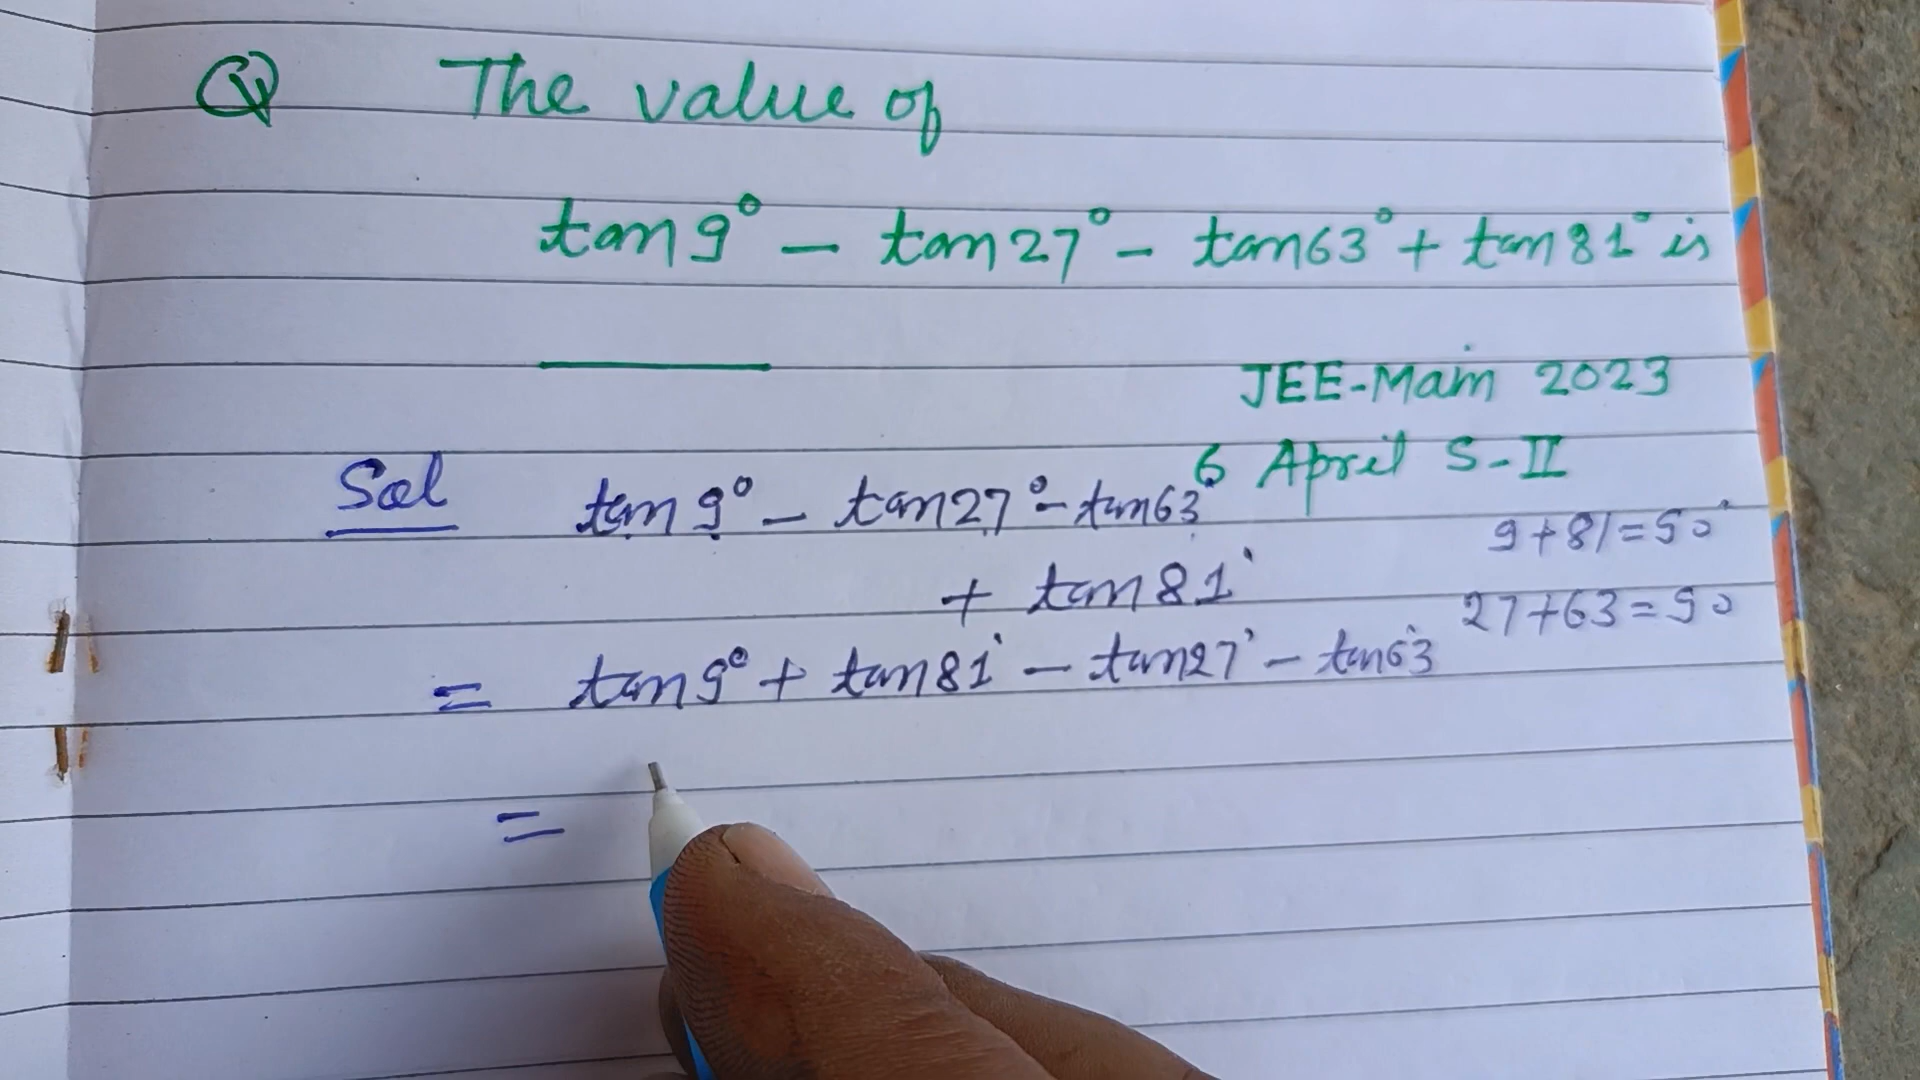 Q The value of
tan 9° - tan 27° - tan 63° + tan 81° is
JEE-Main 2023
6 April S-II
Sol tan 9° - tan 27° - tan 63°
+ tan 81°
9+81=90°
27+63=90
= tan 9° + tan 81° - tan 27° - tan 63°
=